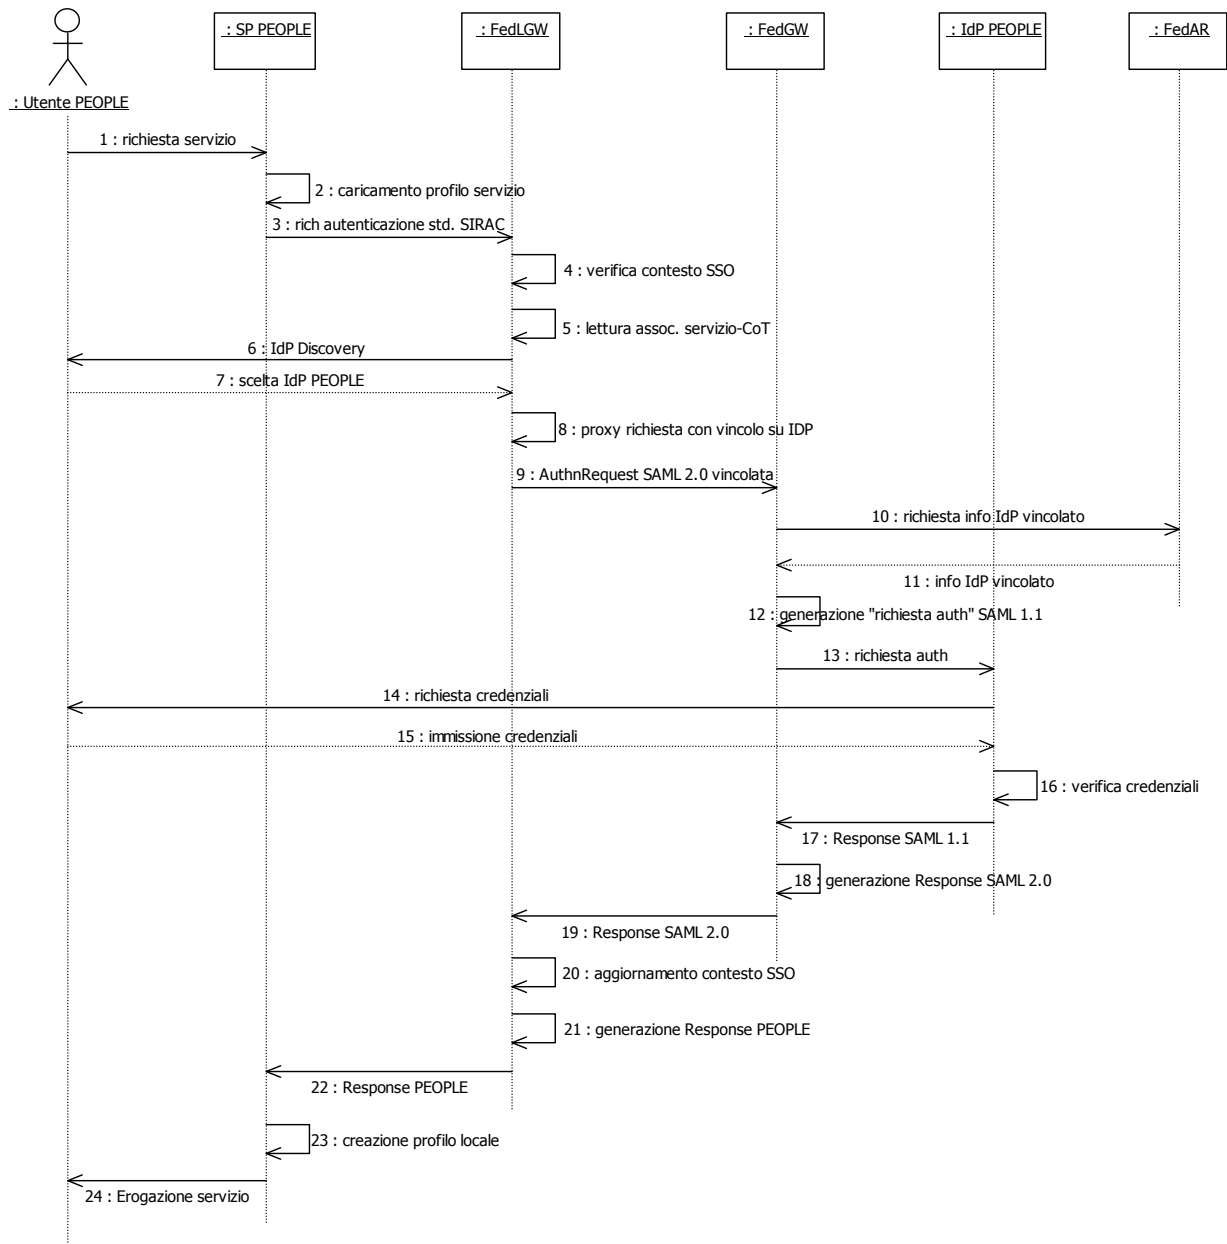 : SP PEOPLE
: FedLGW
: FedGW
: IdP PEOPLE
: FedAR
: Utente PEOPLE
1 : richiesta servizio
2 : caricamento profilo servizio
3 : rich autenticazione std. SIRAC
4 : verifica contesto SSO
5 : lettura assoc. servizio-CoT
6 : IdP Discovery
7 : scelta IdP PEOPLE
8 : proxy richiesta con vincolo su IDP
9 : AuthnRequest SAML 2.0 vincolata
10 : richiesta info IdP vincolato
11 : info IdP vincolato
12 : generazione "richiesta auth" SAML 1.1
13 : richiesta auth
14 : richiesta credenziali
15 : immissione credenziali
16 : verifica credenziali
17 : Response SAML 1.1
18 : generazione Response SAML 2.0
19 : Response SAML 2.0
20 : aggiornamento contesto SSO
21 : generazione Response PEOPLE
22 : Response PEOPLE
23 : creazione profilo locale
24 : Erogazione servizio